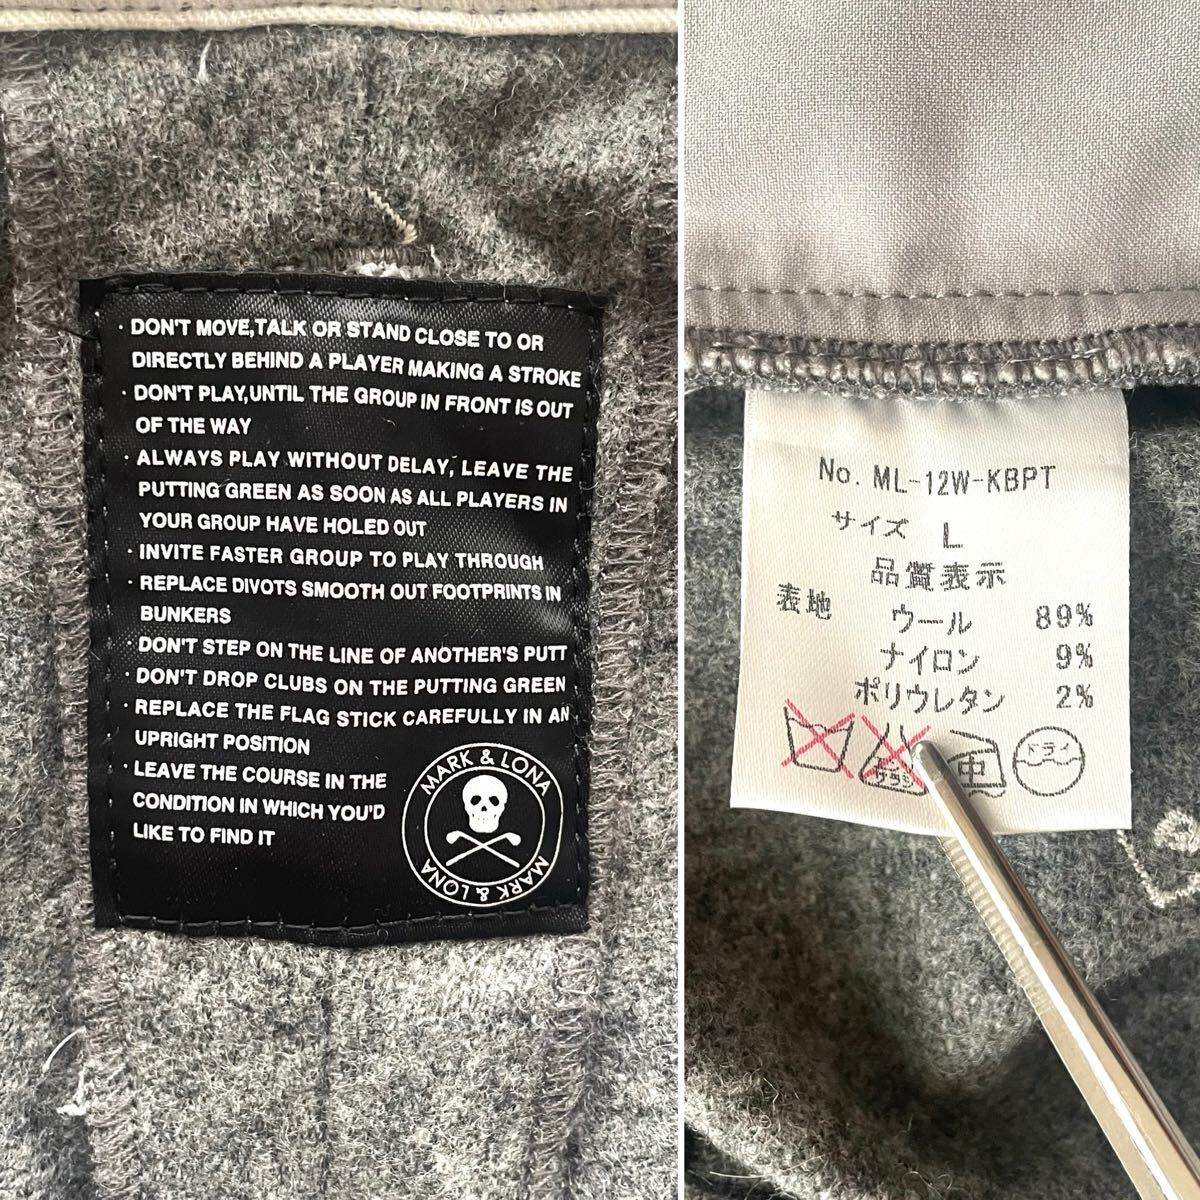 · DON'T MOVE,TALK OR STAND CLOSE TO OR
DIRECTLY BEHIND A PLAYER MAKING A STROKE
· DON'T PLAY,UNTIL THE GROUP IN FRONT IS OUT
OF THE WAY
· ALWAYS PLAY WITHOUT DELAY, LEAVE THE
PUTTING GREEN AS SOON AS ALL PLAYERS IN
YOUR GROUP HAVE HOLED OUT
· INVITE FASTER GROUP TO PLAY THROUGH
· REPLACE DIVOTS SMOOTH OUT FOOTPRINTS IN
BUNKERS
· DON'T STEP ON THE LINE OF ANOTHER'S PUTT
· DON'T DROP CLUBS ON THE PUTTING GREEN
· REPLACE THE FLAG STICK CAREFULLY IN AN
UPRIGHT POSITION
· LEAVE THE COURSE IN THE
CONDITION IN WHICH YOU'D
LIKE TO FIND IT
MARK & LONA
MARK & LONA
No. ML-12W-KBPT
サイズ L
品質表示
表地 ウール 89%
ナイロン 9%
ポリウレタン 2%
エンソサラシ 中 ドライ